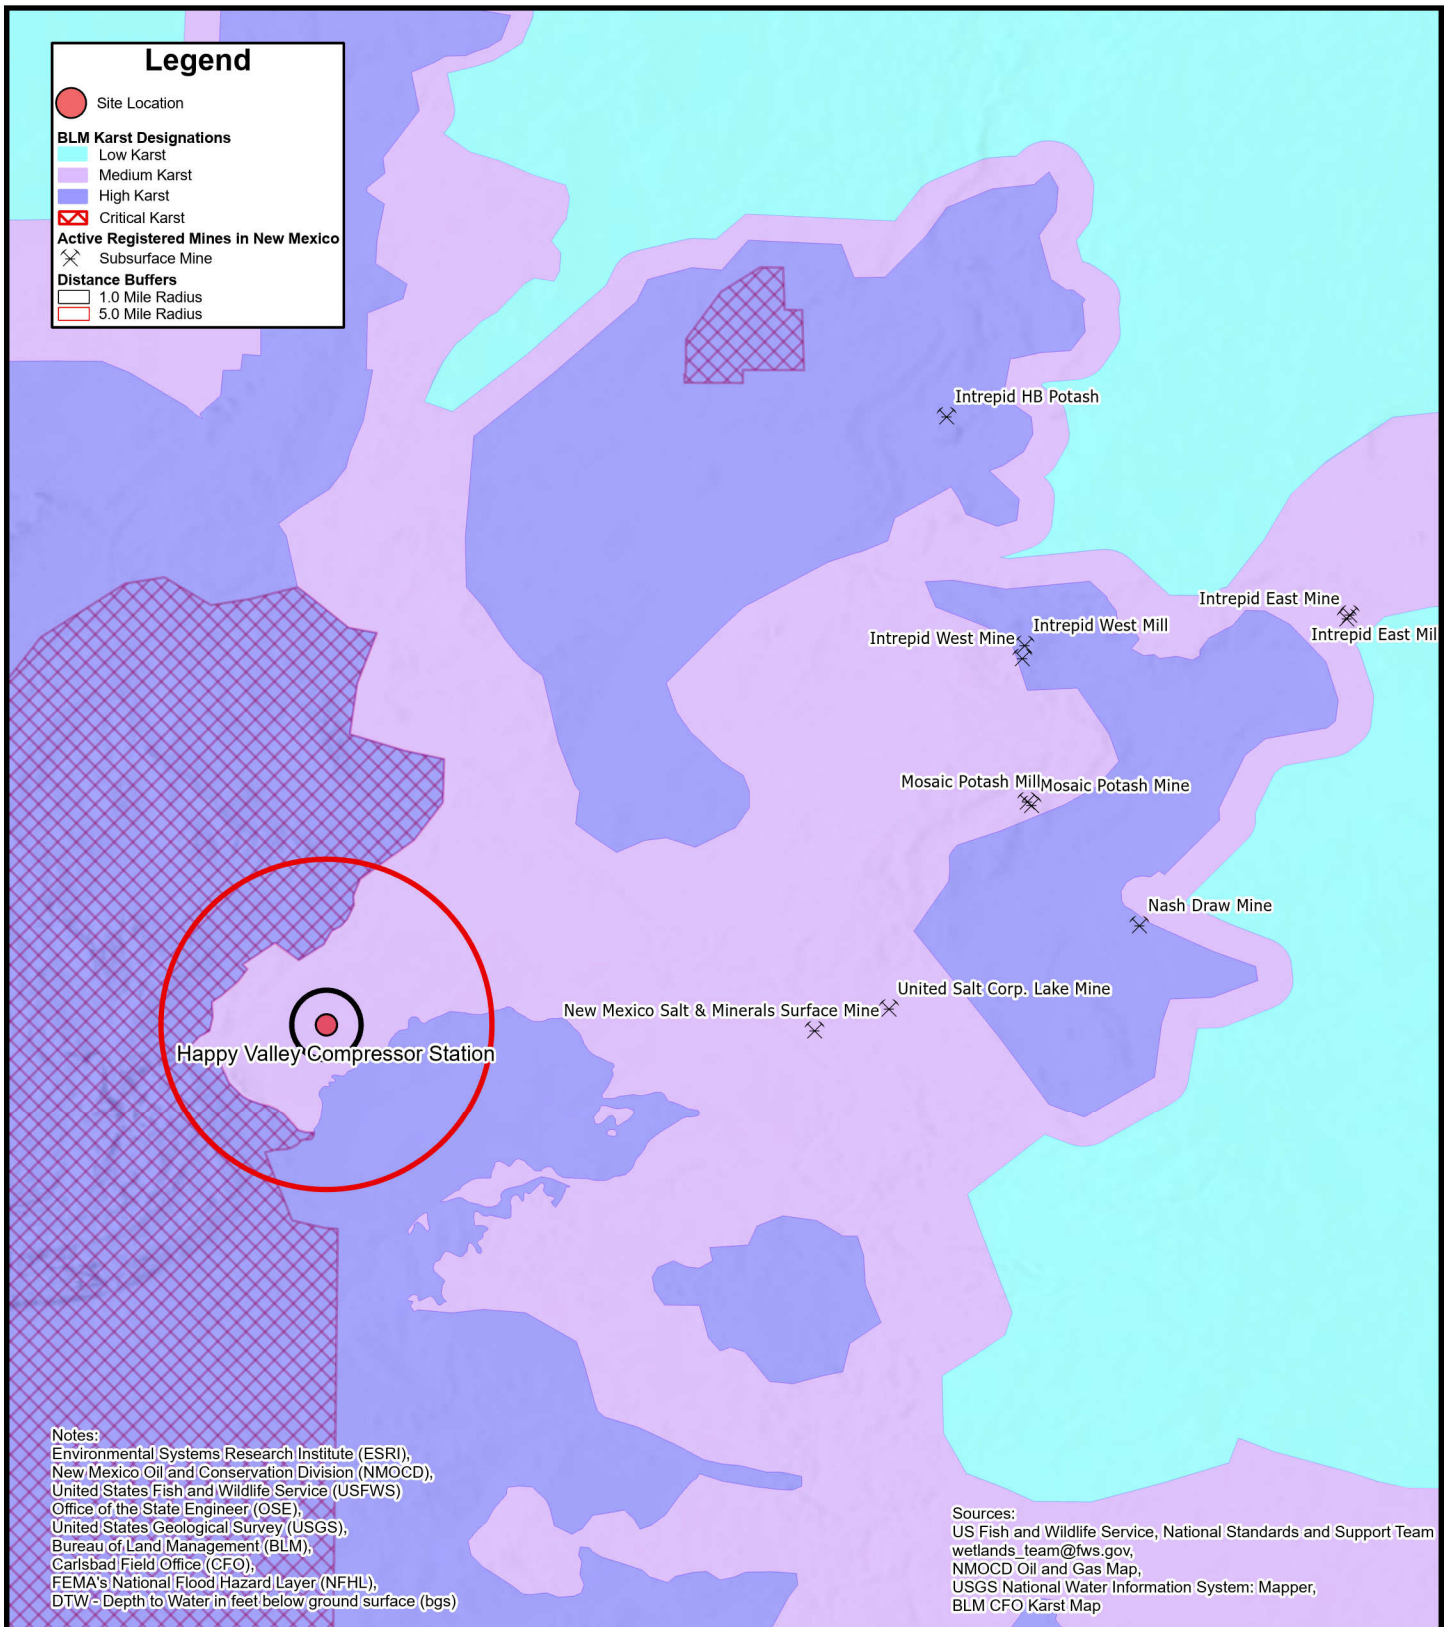 Legend
Site Location
BLM Karst Designations
Low Karst
Medium Karst
High Karst
Critical Karst
Active Registered Mines in New Mexico
Subsurface Mine
Distance Buffers
1.0 Mile Radius
5.0 Mile Radius
Intrepid HB Potash
Intrepid East Mine
Intrepid East Mil
Intrepid West Mill
Intrepid West Mine
Mosaic Potash Mill
Mosaic Potash Mine
Nash Draw Mine
United Salt Corp. Lake Mine
New Mexico Salt & Minerals Surface Mine
Happy Valley Compressor Station
Notes:
Environmental Systems Research Institute (ESRI),
New Mexico Oil and Conservation Division (NMOCD),
United States Fish and Wildlife Service (USFWS)
Office of the State Engineer (OSE),
United States Geological Survey (USGS),
Bureau of Land Management (BLM),
Carlsbad Field Office (CFO),
FEMA's National Flood Hazard Layer (NFHL),
DTW - Depth to Water in feet below ground surface (bgs)
Sources:
US Fish and Wildlife Service, National Standards and Support Team
wetlands_team@fws.gov,
NMOCD Oil and Gas Map,
USGS National Water Information System: Mapper,
BLM CFO Karst Map